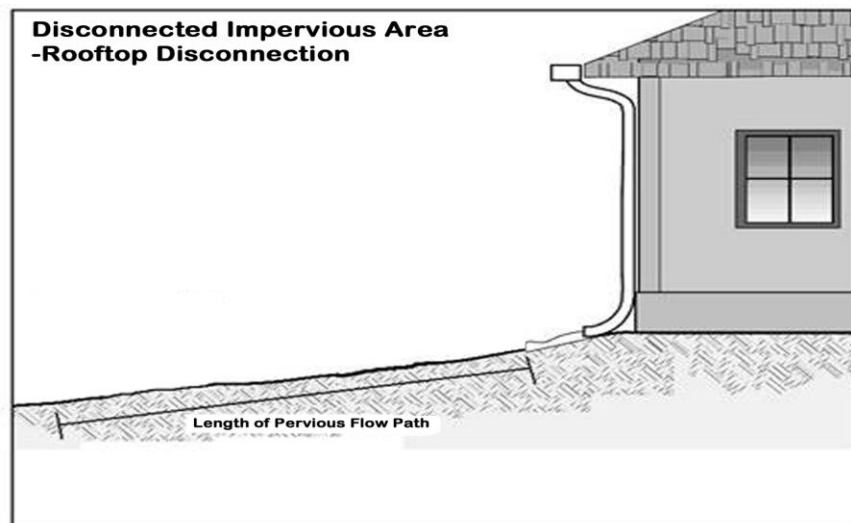 Disconnected Impervious Area
-Rooftop Disconnection
Length of Pervious Flow Path